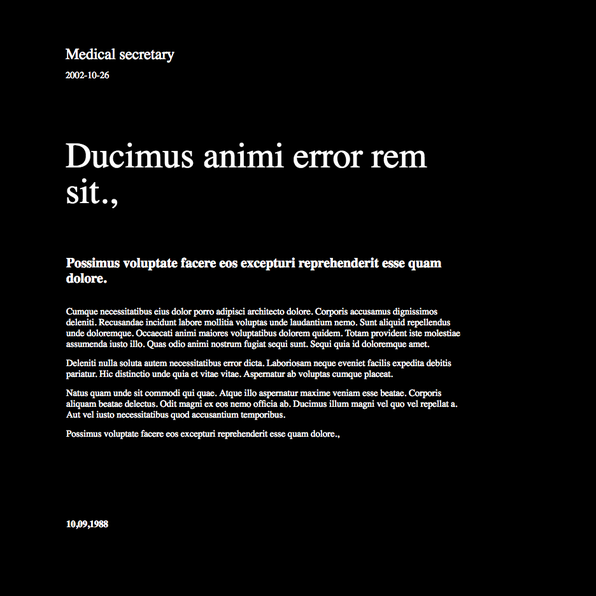 Medical secretary
2002-10-26
Ducimus animi error rem
sit.,
Possimus voluptate facere eos excepturi reprehenderit esse quam
dolore.
Cumque necessitatibus eius dolor porro adipisci architecto dolore. Corporis accusamus dignissimos
deleniti. Recusandae incidunt labore mollitia voluptas unde laudantium nemo. Sunt aliquid repellendus
unde doloremque. Occaecati animi maiores voluptatibus dolorem quidem. Totam provident iste molestiae
assumenda iusto illo. Quas odio animi nostrum fugiat sequi sunt. Sequi quia id doloremque amet.
Deleniti nulla soluta autem necessitatibus error dicta. Laboriosam neque eveniet facilis expedita debitis
pariatur. Hic distinctio unde quia et vitae vitae. Aspernatur ab voluptas cumque placeat.
Natus quam unde sit commodi qui quae. Atque illo aspernatur maxime veniam esse beatae. Corporis
aliquam beatae delectus. Odit magni ex eos nemo officia ab. Ducimus illum magni vel quo vel repellat a.
Aut vel iusto necessitatibus quod accusantium temporibus.
Possimus voluptate facere eos excepturi reprehenderit esse quam dolore.,
10,09,1988